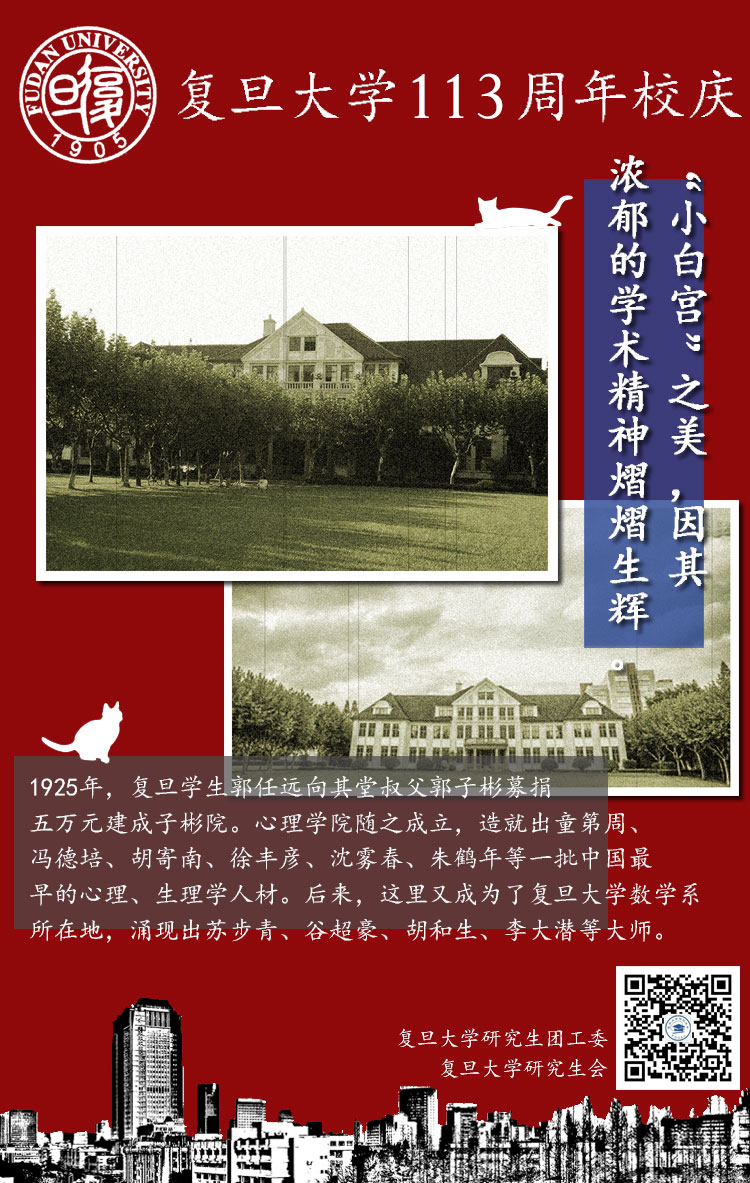 FUDAN UNIVERSITY
復旦
1905
复旦大学113周年校庆
“小白宫”之美，因其
浓郁的学术精神熠熠生辉。
1925年，复旦学生郭任远向其堂叔父郭子彬募捐
五万元建成子彬院。心理学院随之成立，造就出童第周、
冯德培、胡寄南、徐丰彦、沈霁春、朱鹤年等一批中国最
早的心理、生理学人材。后来，这里又成为了复旦大学数学系
所在地，涌现出苏步青、谷超豪、胡和生、李大潜等大师。
复旦大学研究生团工委
复旦大学研究生会